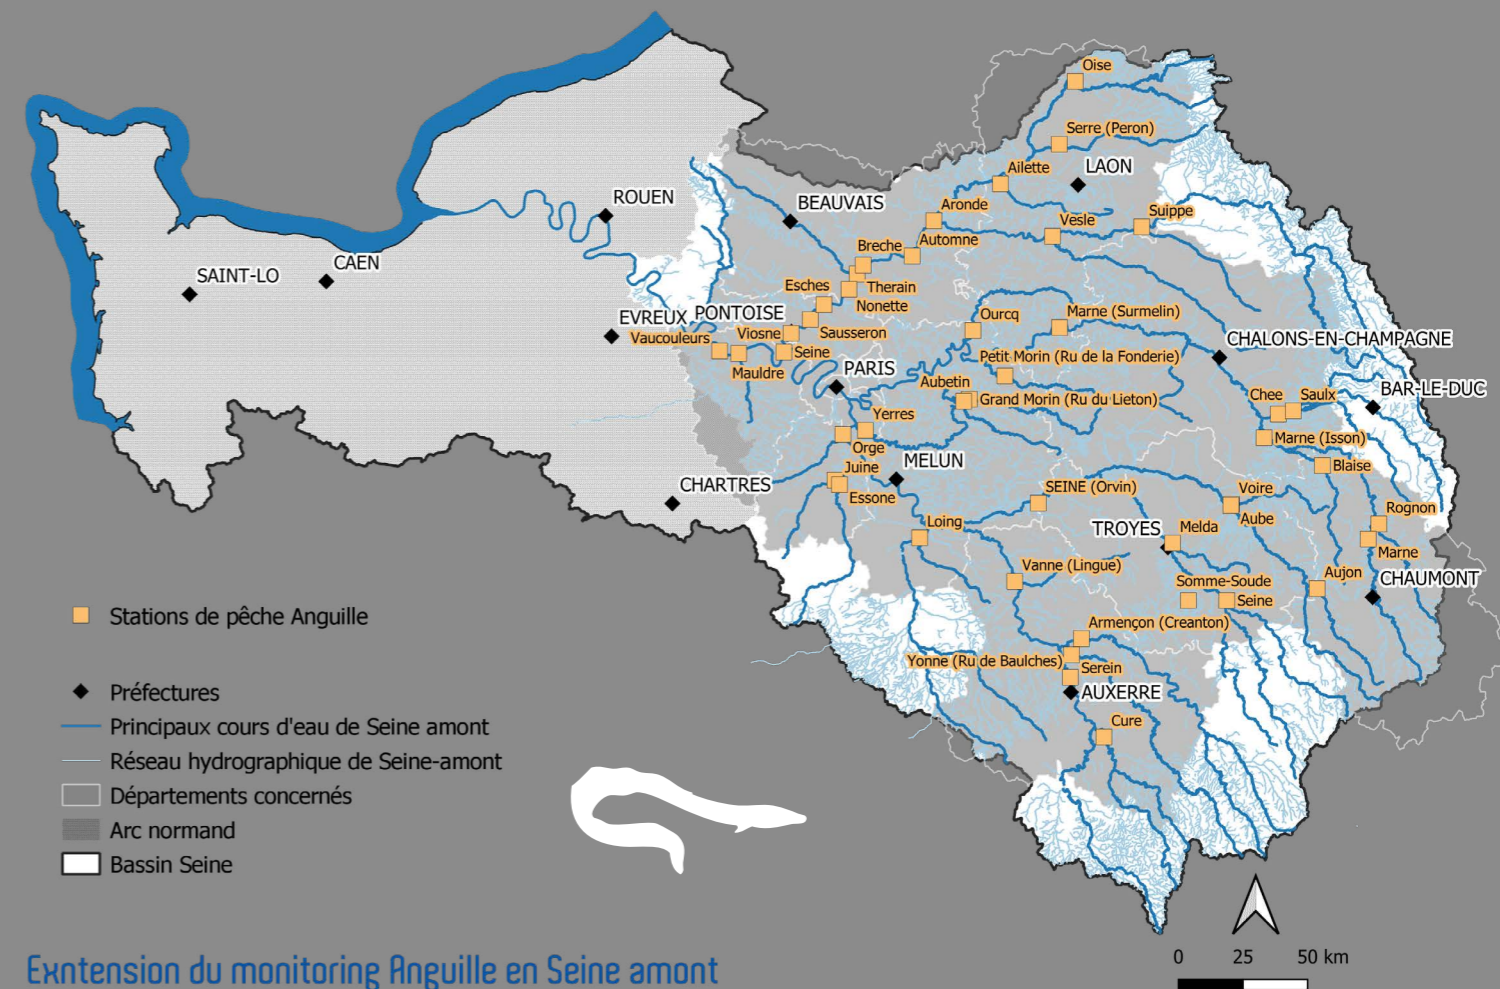 Oise
Serre (Peron)
Ailette
LAON
ROUEN
BEAUVAIS
Aronde
Vesle
Suippe
Automne
Breche
CAEN
SAINT-LO
Esches
Therain
Nonette
EVREUX
PONTOISE
Viosne
Sausseron
Ourcq
Marne (Surmelin)
Vaucouleurs
Seine
CHALONS-EN-CHAMPAGNE
Mauldre
PARIS
Petit Morin (Ru de la Fonderie)
Aubetin
Grand Morin (Ru du Lieton)
Chee
Saulx
BAR-LE-DUC
Yerres
Orge
Marne (Isson)
MELUN
Juine
Blaise
CHARTRES
Essone
SEINE (Orvin)
Voire
Rognon
Loing
Aube
TROYES
Melda
Marne
Vanne (Lingue)
Somme-Soude
Aujon
CHAUMONT
Seine
Armençon (Creanton)
Yonne (Ru de Baulches)
Serein
AUXERRE
Cure
Stations de pêche Anguille
Préfectures
Principaux cours d'eau de Seine amont
Réseau hydrographique de Seine-amont
Départements concernés
Arc normand
Bassin Seine
0 25 50 km
Exntension du monitoring Anguille en Seine amont